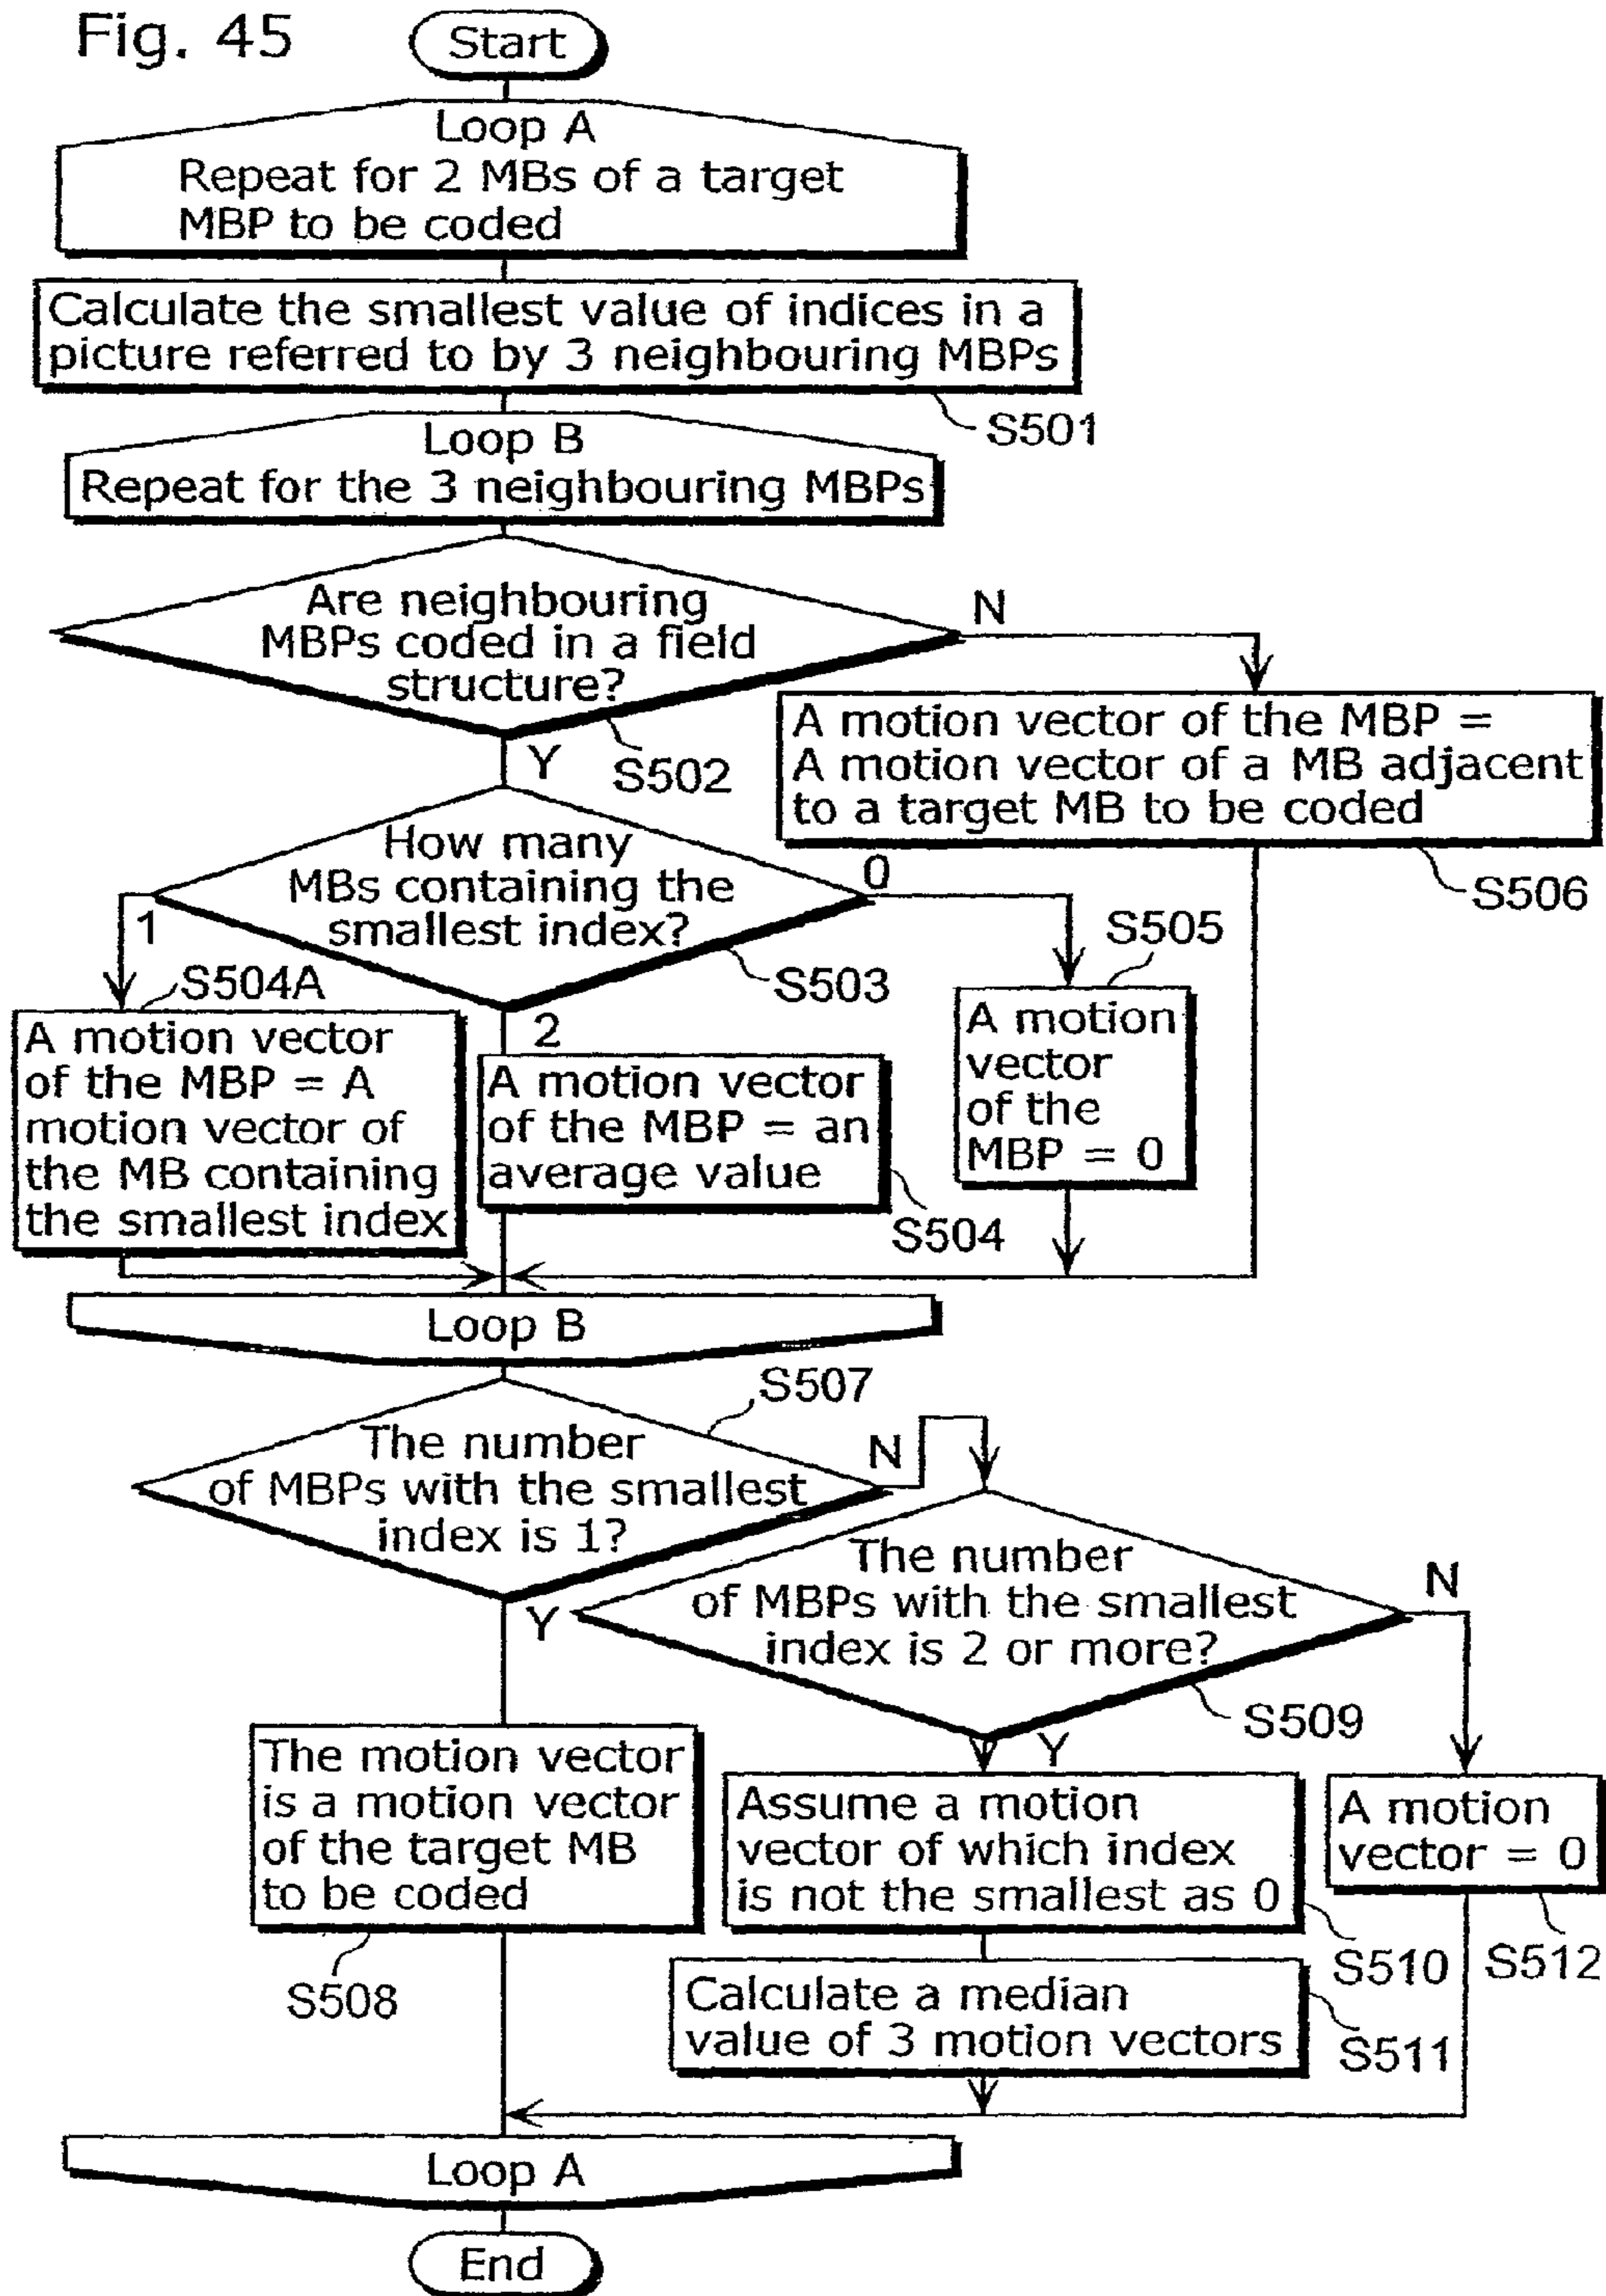 Fig. 45
Start
Loop A
Repeat for 2 MBs of a target
MBP to be coded
Calculate the smallest value of indices in a
picture referred to by 3 neighbouring MBPs
S501
Loop B
Repeat for the 3 neighbouring MBPs
Are neighbouring
MBPs coded in a field
structure?
N
Y
S502
A motion vector of the MBP =
A motion vector of a MB adjacent
to a target MB to be coded
S506
How many
MBs containing the
smallest index?
0
1
2
S503
S505
S504A
A motion vector
of the MBP = A
motion vector of
the MB containing
the smallest index
A motion vector
of the MBP = an
average value
S504
A motion
vector
of the
MBP = 0
Loop B
S507
The number
of MBPs with the smallest
index is 1?
N
Y
The number
of MBPs with the smallest
index is 2 or more?
N
Y
S509
The motion vector
is a motion vector
of the target MB
to be coded
S508
Assume a motion
vector of which index
is not the smallest as 0
S510
A motion
vector = 0
S512
Calculate a median
value of 3 motion vectors
S511
Loop A
End